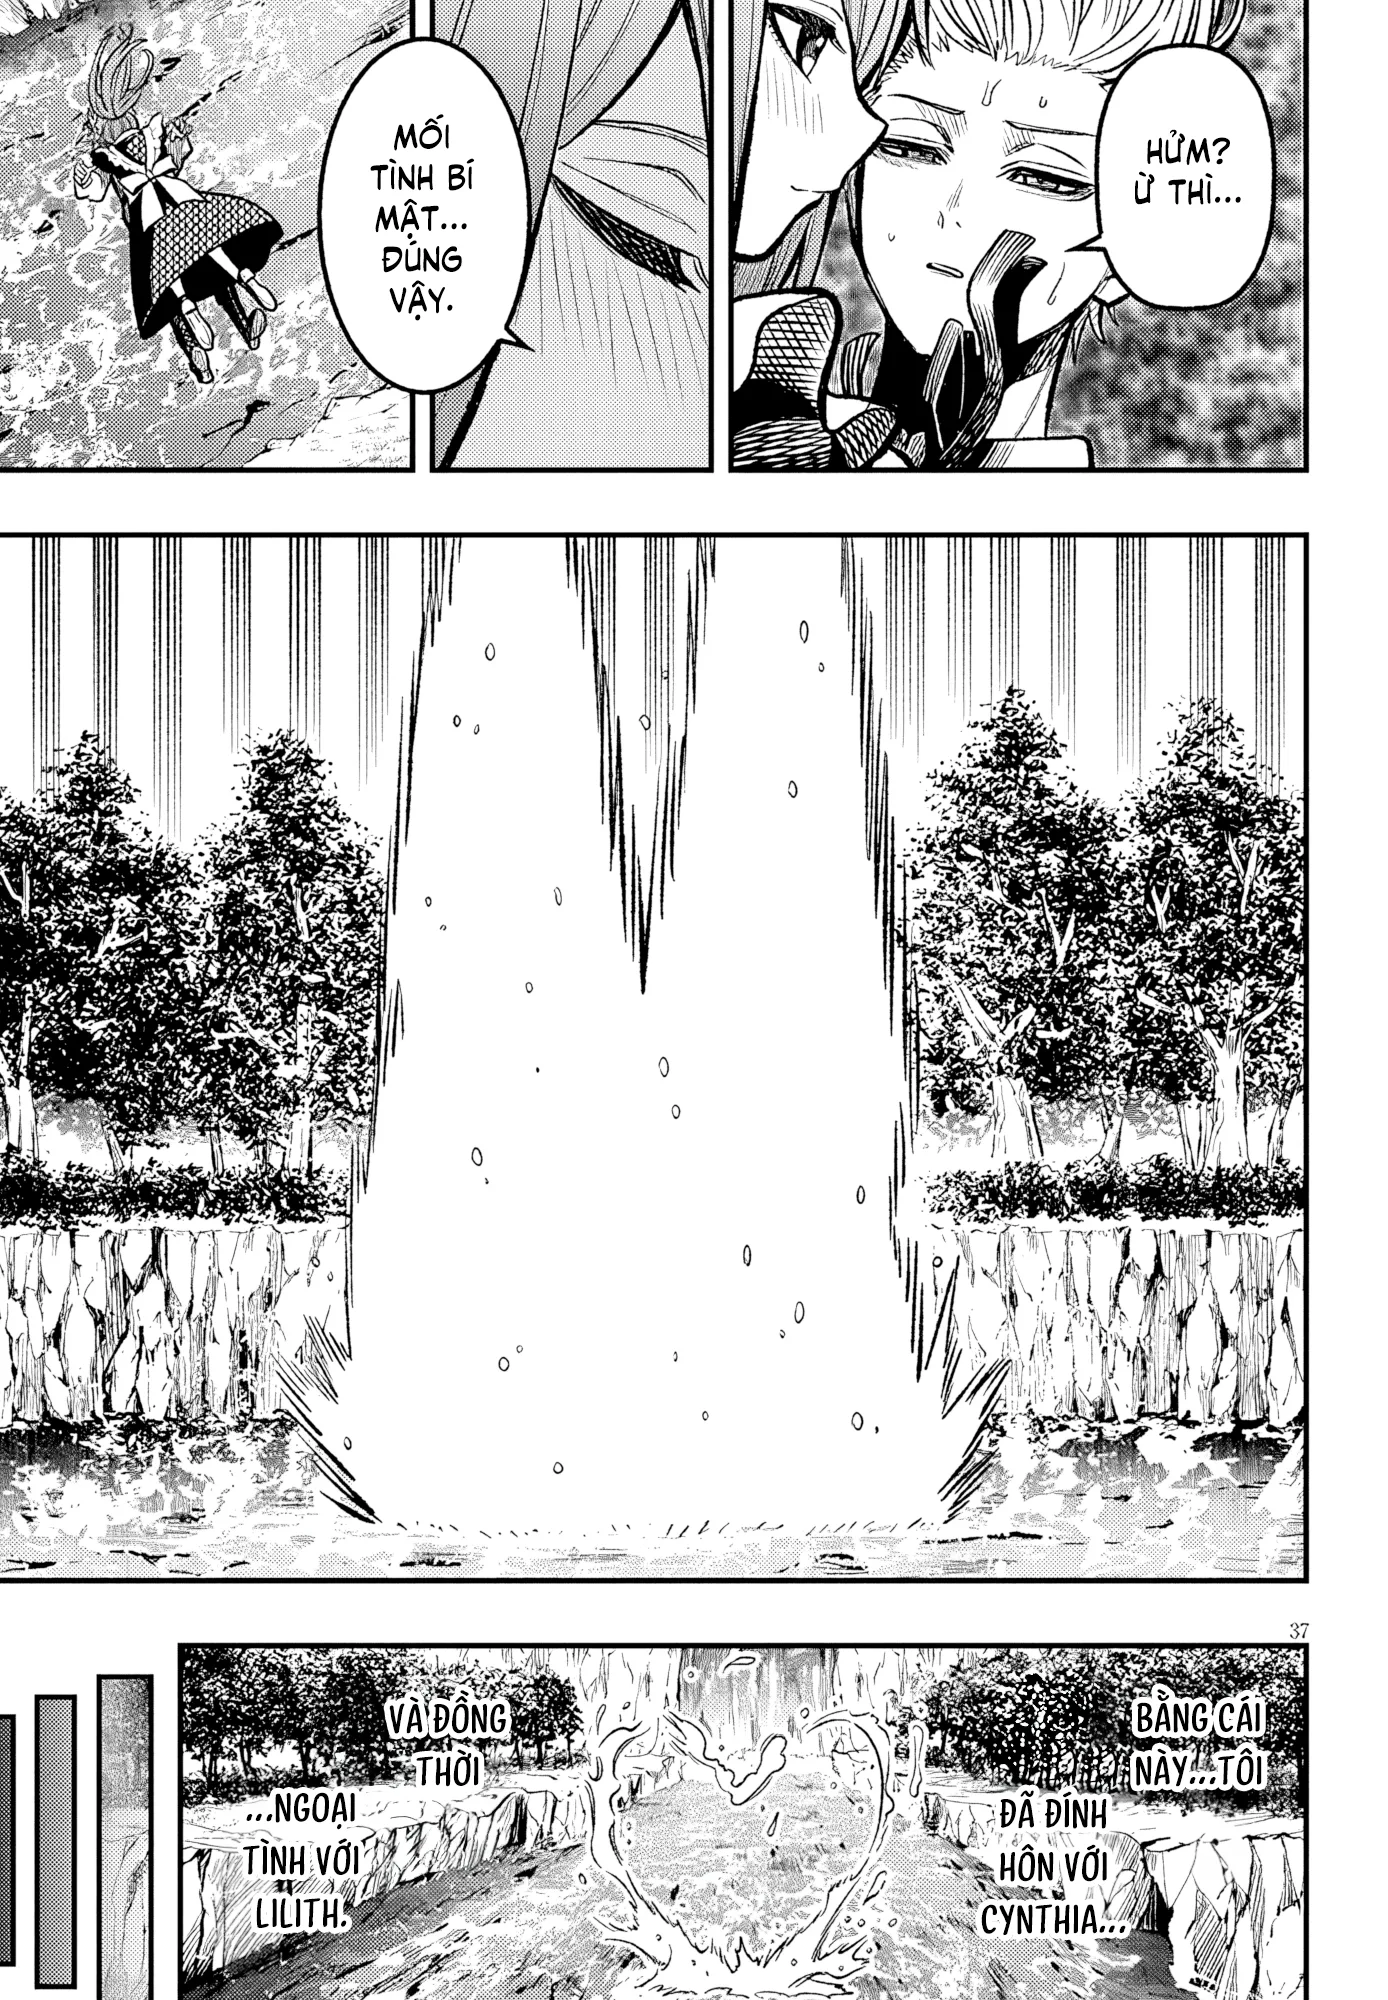 HỬM?
Ừ THÌ...
MỐI
TÌNH BÍ
MẬT...
ĐÚNG
VẬY.
37
BẰNG CÁI
NÀY...TÔI
ĐÃ ĐÍNH
HÔN VỚI
CYNTHIA...
VÀ ĐỒNG
THỜI
...NGOẠI
TÌNH VỚI
LILITH.